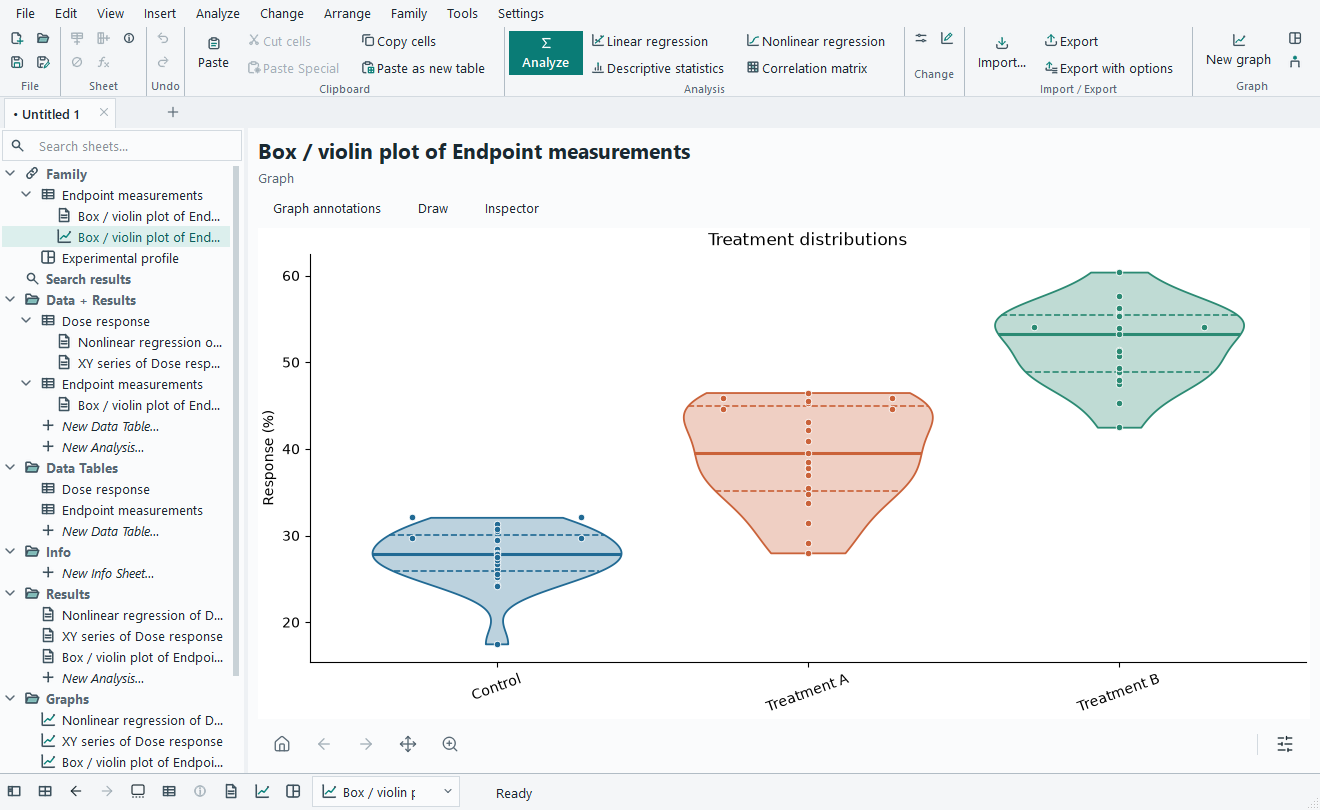 File Edit View Insert Analyze Change Arrange Family Tools Settings
Paste
Cut cells
Copy cells
Paste Special
Paste as new table
Σ
Analyze
Linear regression
Nonlinear regression
Descriptive statistics
Correlation matrix
Import...
Export
Export with options
New graph
File
Sheet
Undo
Clipboard
Analysis
Change
Import / Export
Graph
• Untitled 1
Search sheets...
Family
Endpoint measurements
Box / violin plot of End...
Box / violin plot of End...
Experimental profile
Search results
Data + Results
Dose response
Nonlinear regression o...
XY series of Dose resp...
Endpoint measurements
Box / violin plot of End...
New Data Table...
New Analysis...
Data Tables
Dose response
Endpoint measurements
New Data Table...
Info
New Info Sheet...
Results
Nonlinear regression of D...
XY series of Dose response
Box / violin plot of Endpoi...
New Analysis...
Graphs
Nonlinear regression of D...
XY series of Dose response
Box / violin plot of Endpoi...
Box / violin plot of Endpoint measurements
Graph
Graph annotations Draw Inspector
Treatment distributions
Response (%)
60
50
40
30
20
Control
Treatment A
Treatment B
Box / violin p
Ready